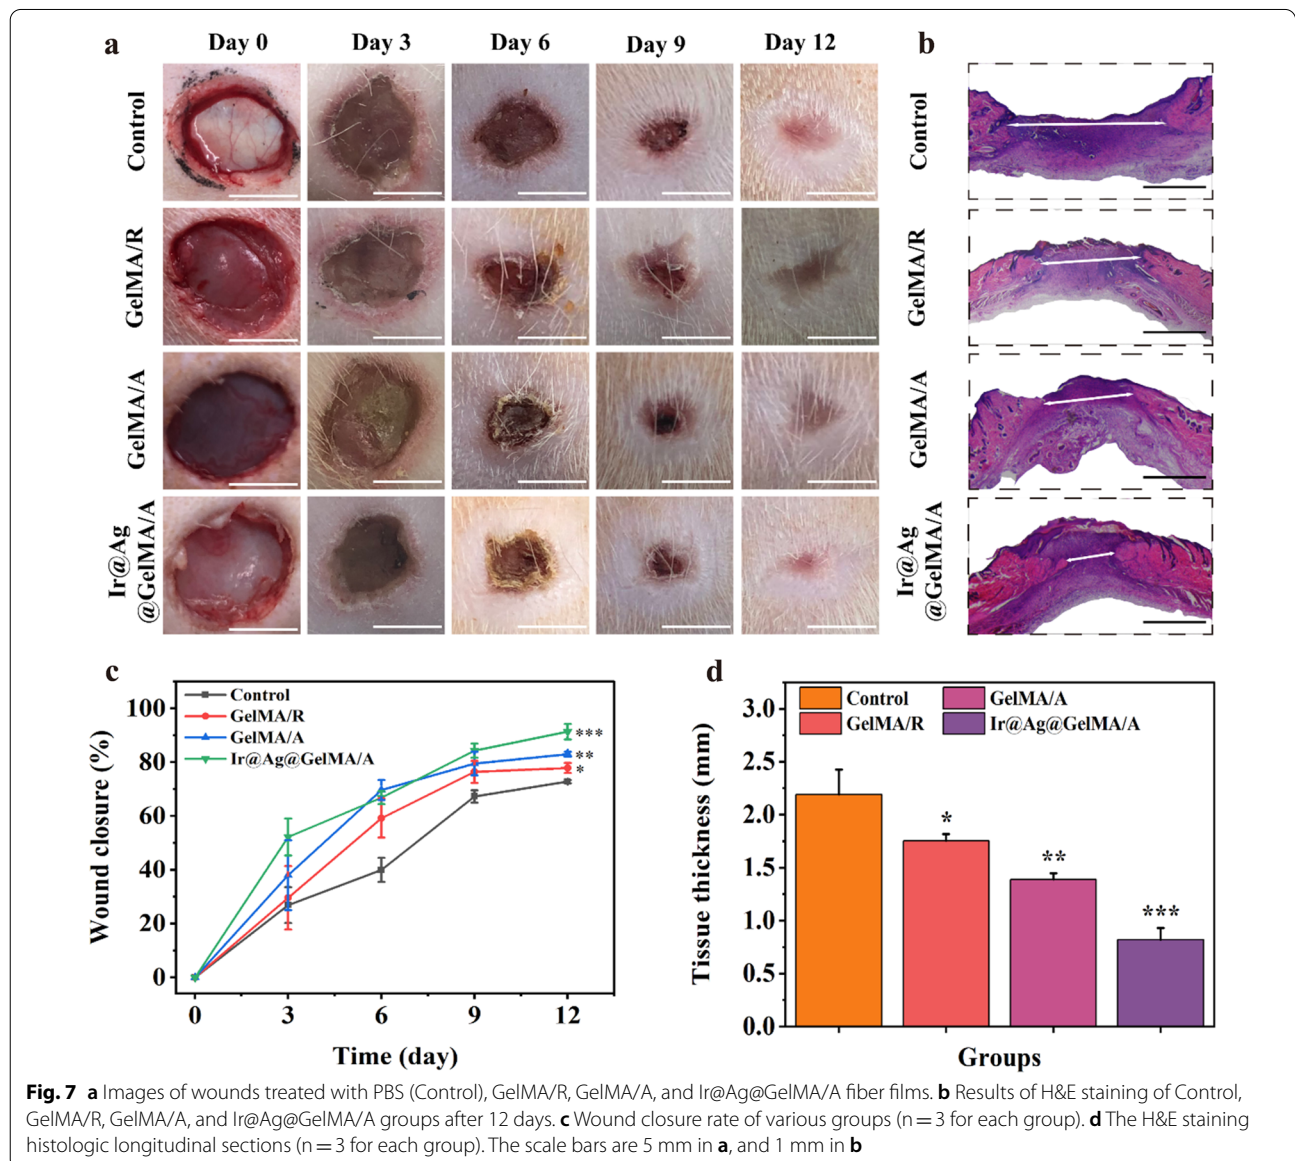 a
Day 0 Day 3 Day 6 Day 9 Day 12
b
Control
GelMA/R
GelMA/A
Ir@Ag
@GelMA/A
Control
GelMA/R
GelMA/A
Ir@Ag
@GelMA/A
c
Control
GelMA/R
GelMA/A
Ir@Ag@GelMA/A
***
**
*
100
80
60
40
20
0
Wound closure (%)
0 3 6 9 12
Time (day)
d
Control GelMA/A
GelMA/R Ir@Ag@GelMA/A
*
**
***
3.0
2.5
2.0
1.5
1.0
0.5
0.0
Tissue thickness (mm)
Groups
Fig. 7 a Images of wounds treated with PBS (Control), GelMA/R, GelMA/A, and Ir@Ag@GelMA/A fiber films. b Results of H&E staining of Control,
GelMA/R, GelMA/A, and Ir@Ag@GelMA/A groups after 12 days. c Wound closure rate of various groups (n = 3 for each group). d The H&E staining
histologic longitudinal sections (n = 3 for each group). The scale bars are 5 mm in a, and 1 mm in b